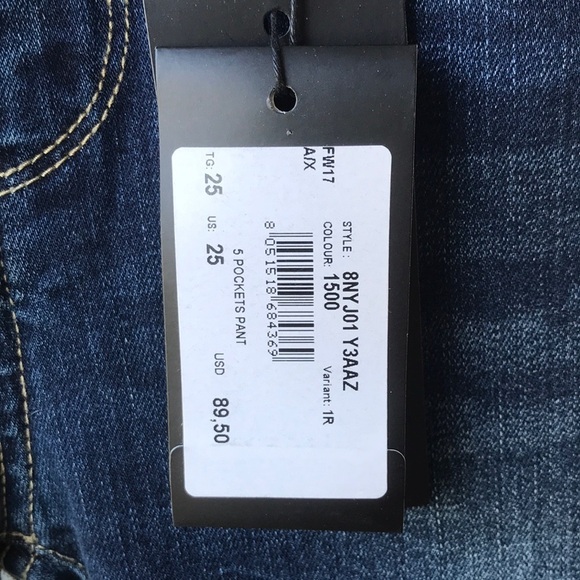 FW17
A/X
STYLE : 8NYJ01 Y3AAZ
COLOUR: 1500 Variant: 1R
8 051518 684369
5 POCKETS PANT
TG: 25 US: 25 USD 89,50